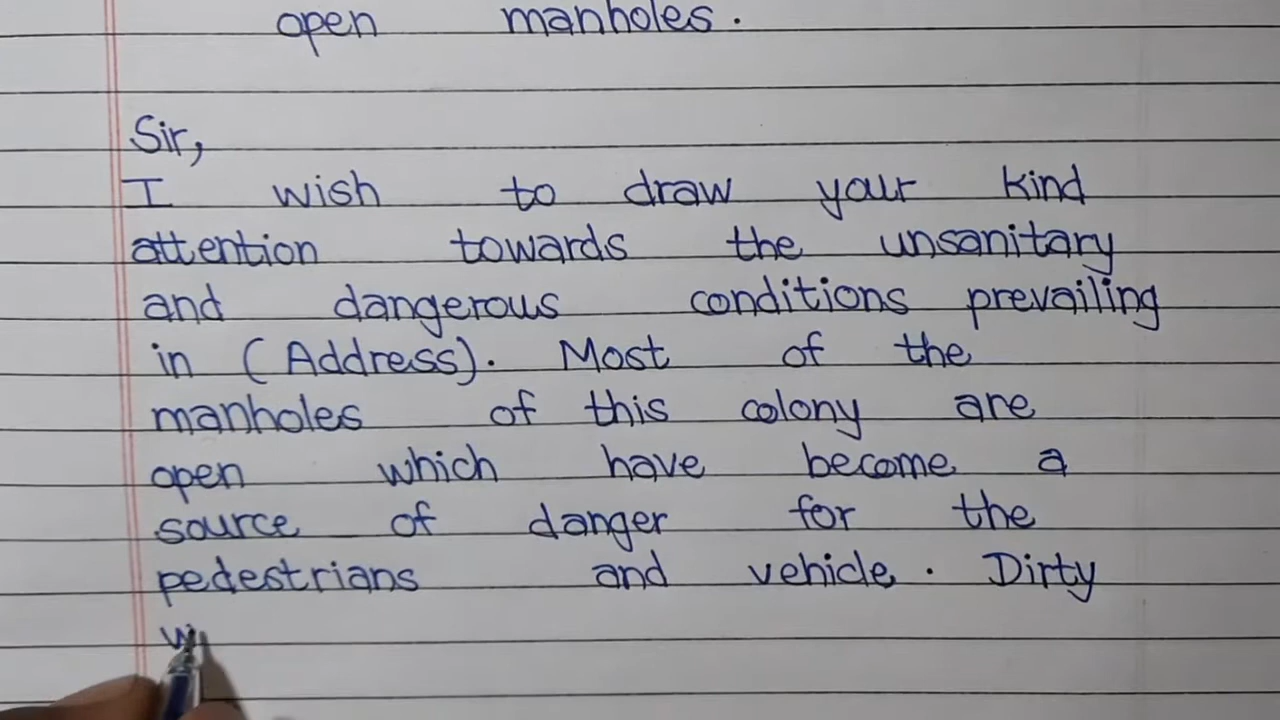 open manholes.
Sir,
I wish to draw your kind
attention towards the unsanitary
and dangerous conditions prevailing
in (Address). Most of the
manholes of this colony are
open which have become a
source of danger for the
pedestrians and vehicle. Dirty